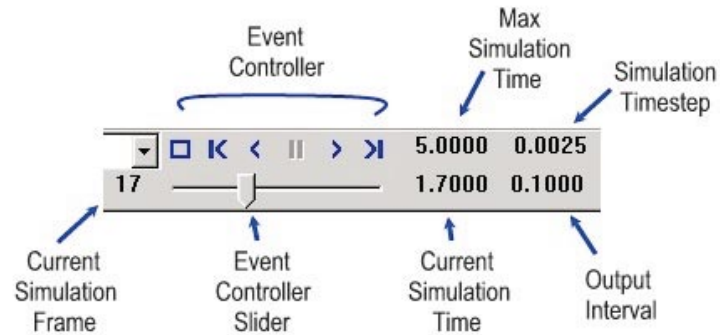 Event
Controller
Max
Simulation
Time
Simulation
Timestep
5.0000 0.0025
17 1.7000 0.1000
Current
Simulation
Frame
Event
Controller
Slider
Current
Simulation
Time
Output
Interval